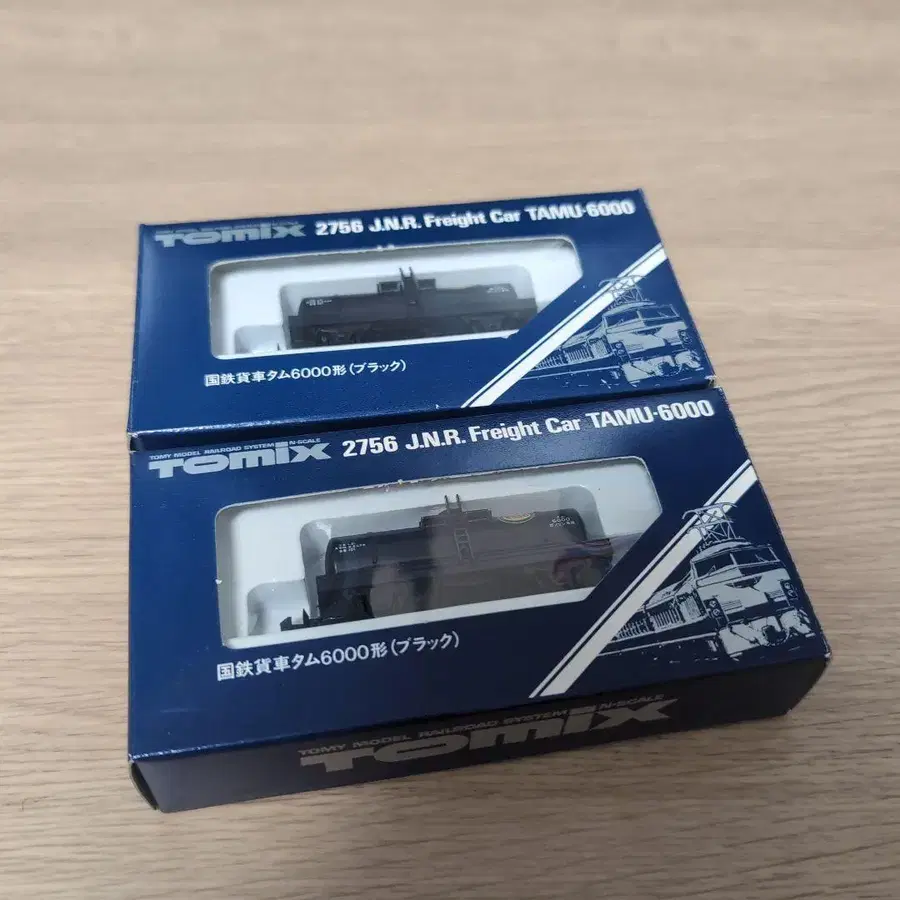 TOMIX 2756 J.N.R. Freight Car TAMU-6000
国鉄貨車タム6000形(ブラック)
TOMY MODEL RAILROAD SYSTEM N-SCALE
TOMIX 2756 J.N.R. Freight Car TAMU-6000
国鉄貨車タム6000形(ブラック)
TOMY MODEL RAILROAD SYSTEM N-SCALE
TOMIX